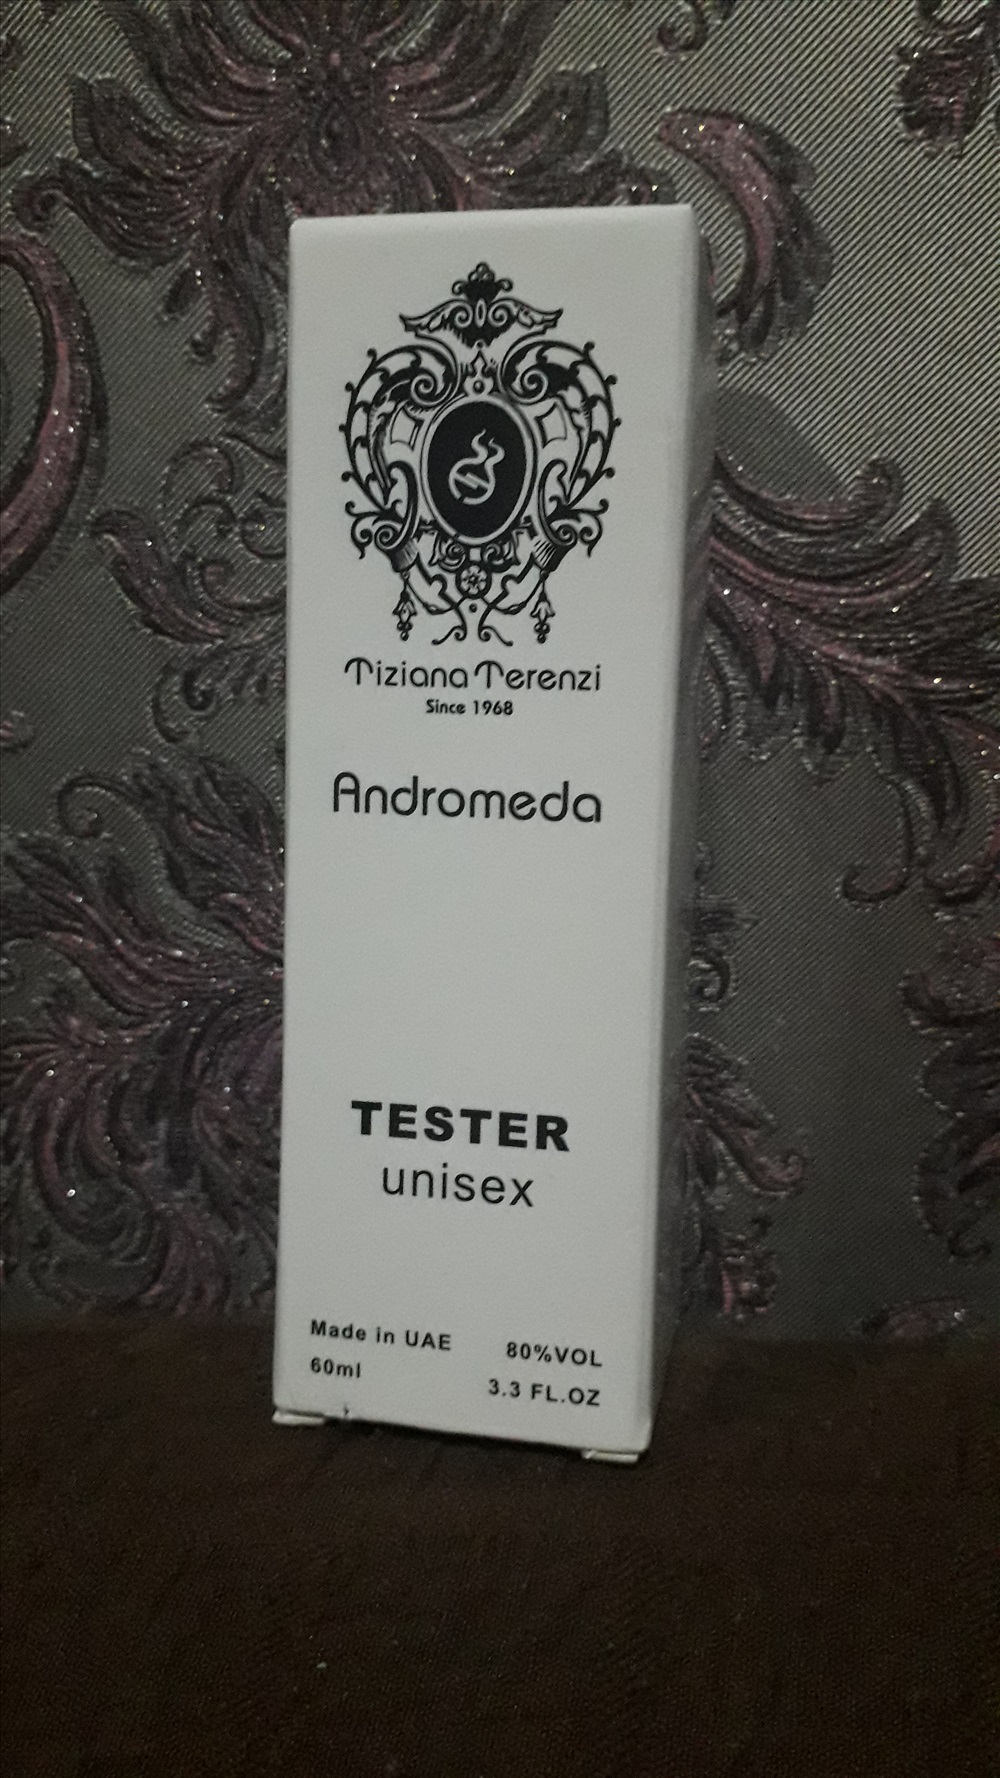 Tiziana Terenzi
Since 1968
Andromeda
TESTER
unisex
Made in UAE 80%VOL
60ml 3.3 FL.OZ